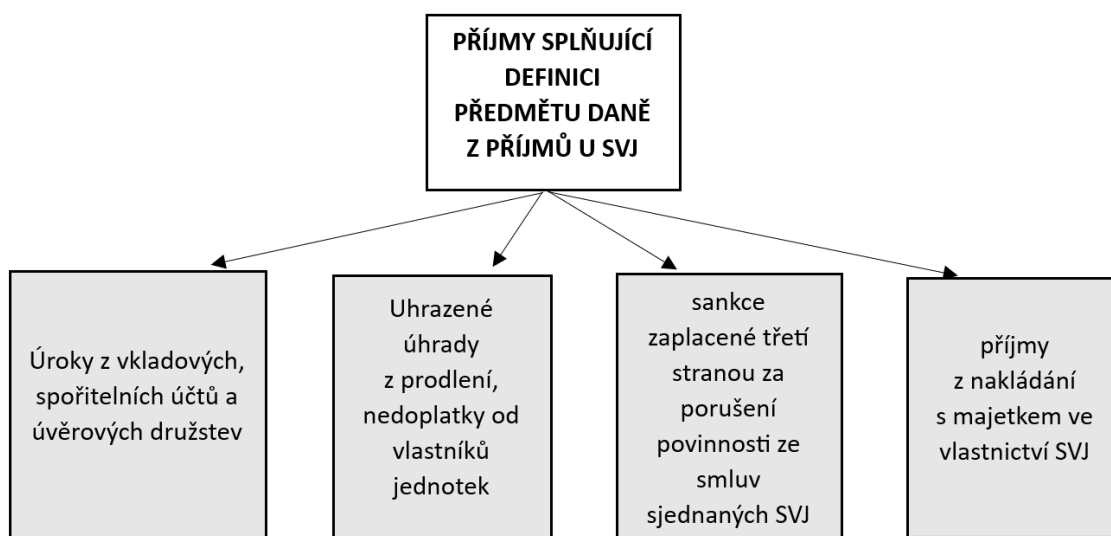 PŘÍJMY SPLŇUJÍCÍ
DEFINICI
PŘEDMĚTU DANĚ
Z PŘÍJMŮ U SVJ
Úroky z vkladových,
spořitelních účtů a
úvěrových družstev
Uhrazené
úhrady
z prodlení,
nedoplatky od
vlastníků
jednotek
sankce
zaplacené třetí
stranou za
porušení
povinnosti ze
smluv
sjednaných SVJ
příjmy
z nakládání
s majetkem ve
vlastnictví SVJ